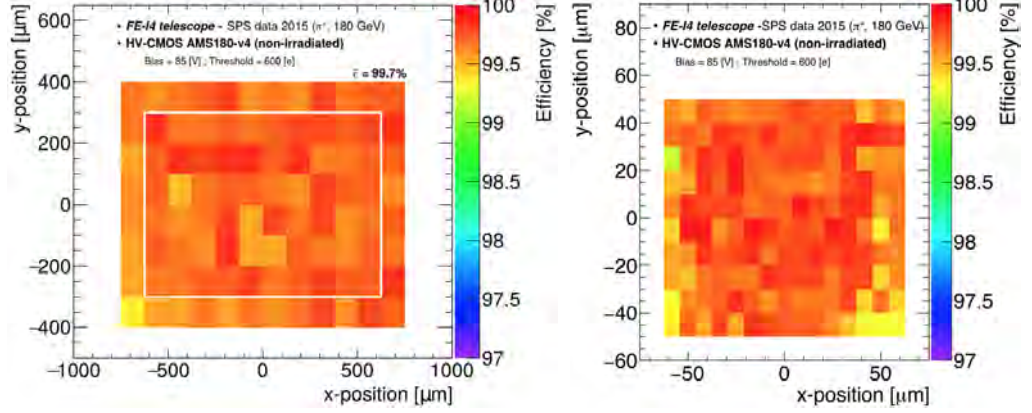 • FE-I4 telescope - SPS data 2015 (π⁺, 180 GeV)
• HV-CMOS AMS180-v4 (non-irradiated)
Bias = 85 [V] ; Threshold = 600 [e]
ε̄ = 99.7%
y-position [µm]
600
400
200
0
−200
−400
−1000
−500
0
500
1000
x-position [µm]
Efficiency [%]
100
99.5
99
98.5
98
97.5
97
• FE-I4 telescope -SPS data 2015 (π⁺, 180 GeV)
• HV-CMOS AMS180-v4 (non-irradiated)
Bias = 85 [V] ; Threshold = 600 [e]
y-position [µm]
80
60
40
20
0
−20
−40
−60
−50
0
50
x-position [µm]
Efficiency [%]
100
99.5
99
98.5
98
97.5
97